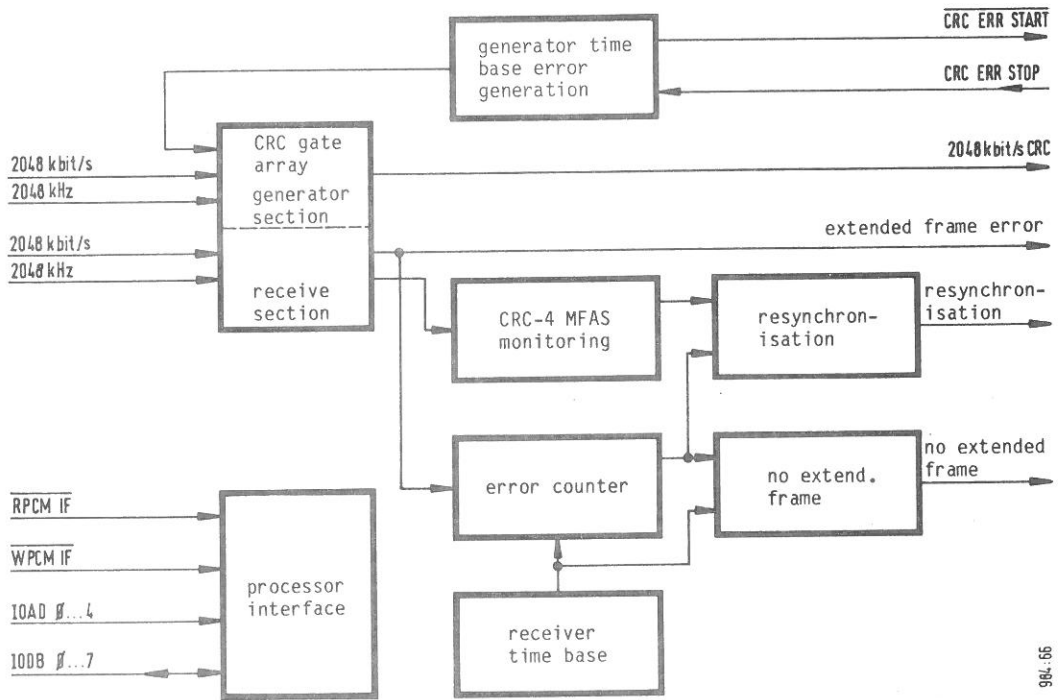 CRC ERR START
generator time
base error
generation
CRC ERR STOP
CRC gate
array
generator
section
receive
section
2048 kbit/s
2048 kHz
2048 kbit/s
2048 kHz
2048 kbit/s CRC
extended frame error
CRC-4 MFAS
monitoring
resynchron-
isation
resynchron-
isation
error counter
no extend.
frame
no extended
frame
RPCM IF
WPCM IF
IOAD 0...4
IODB 0...7
processor
interface
receiver
time base
984.66